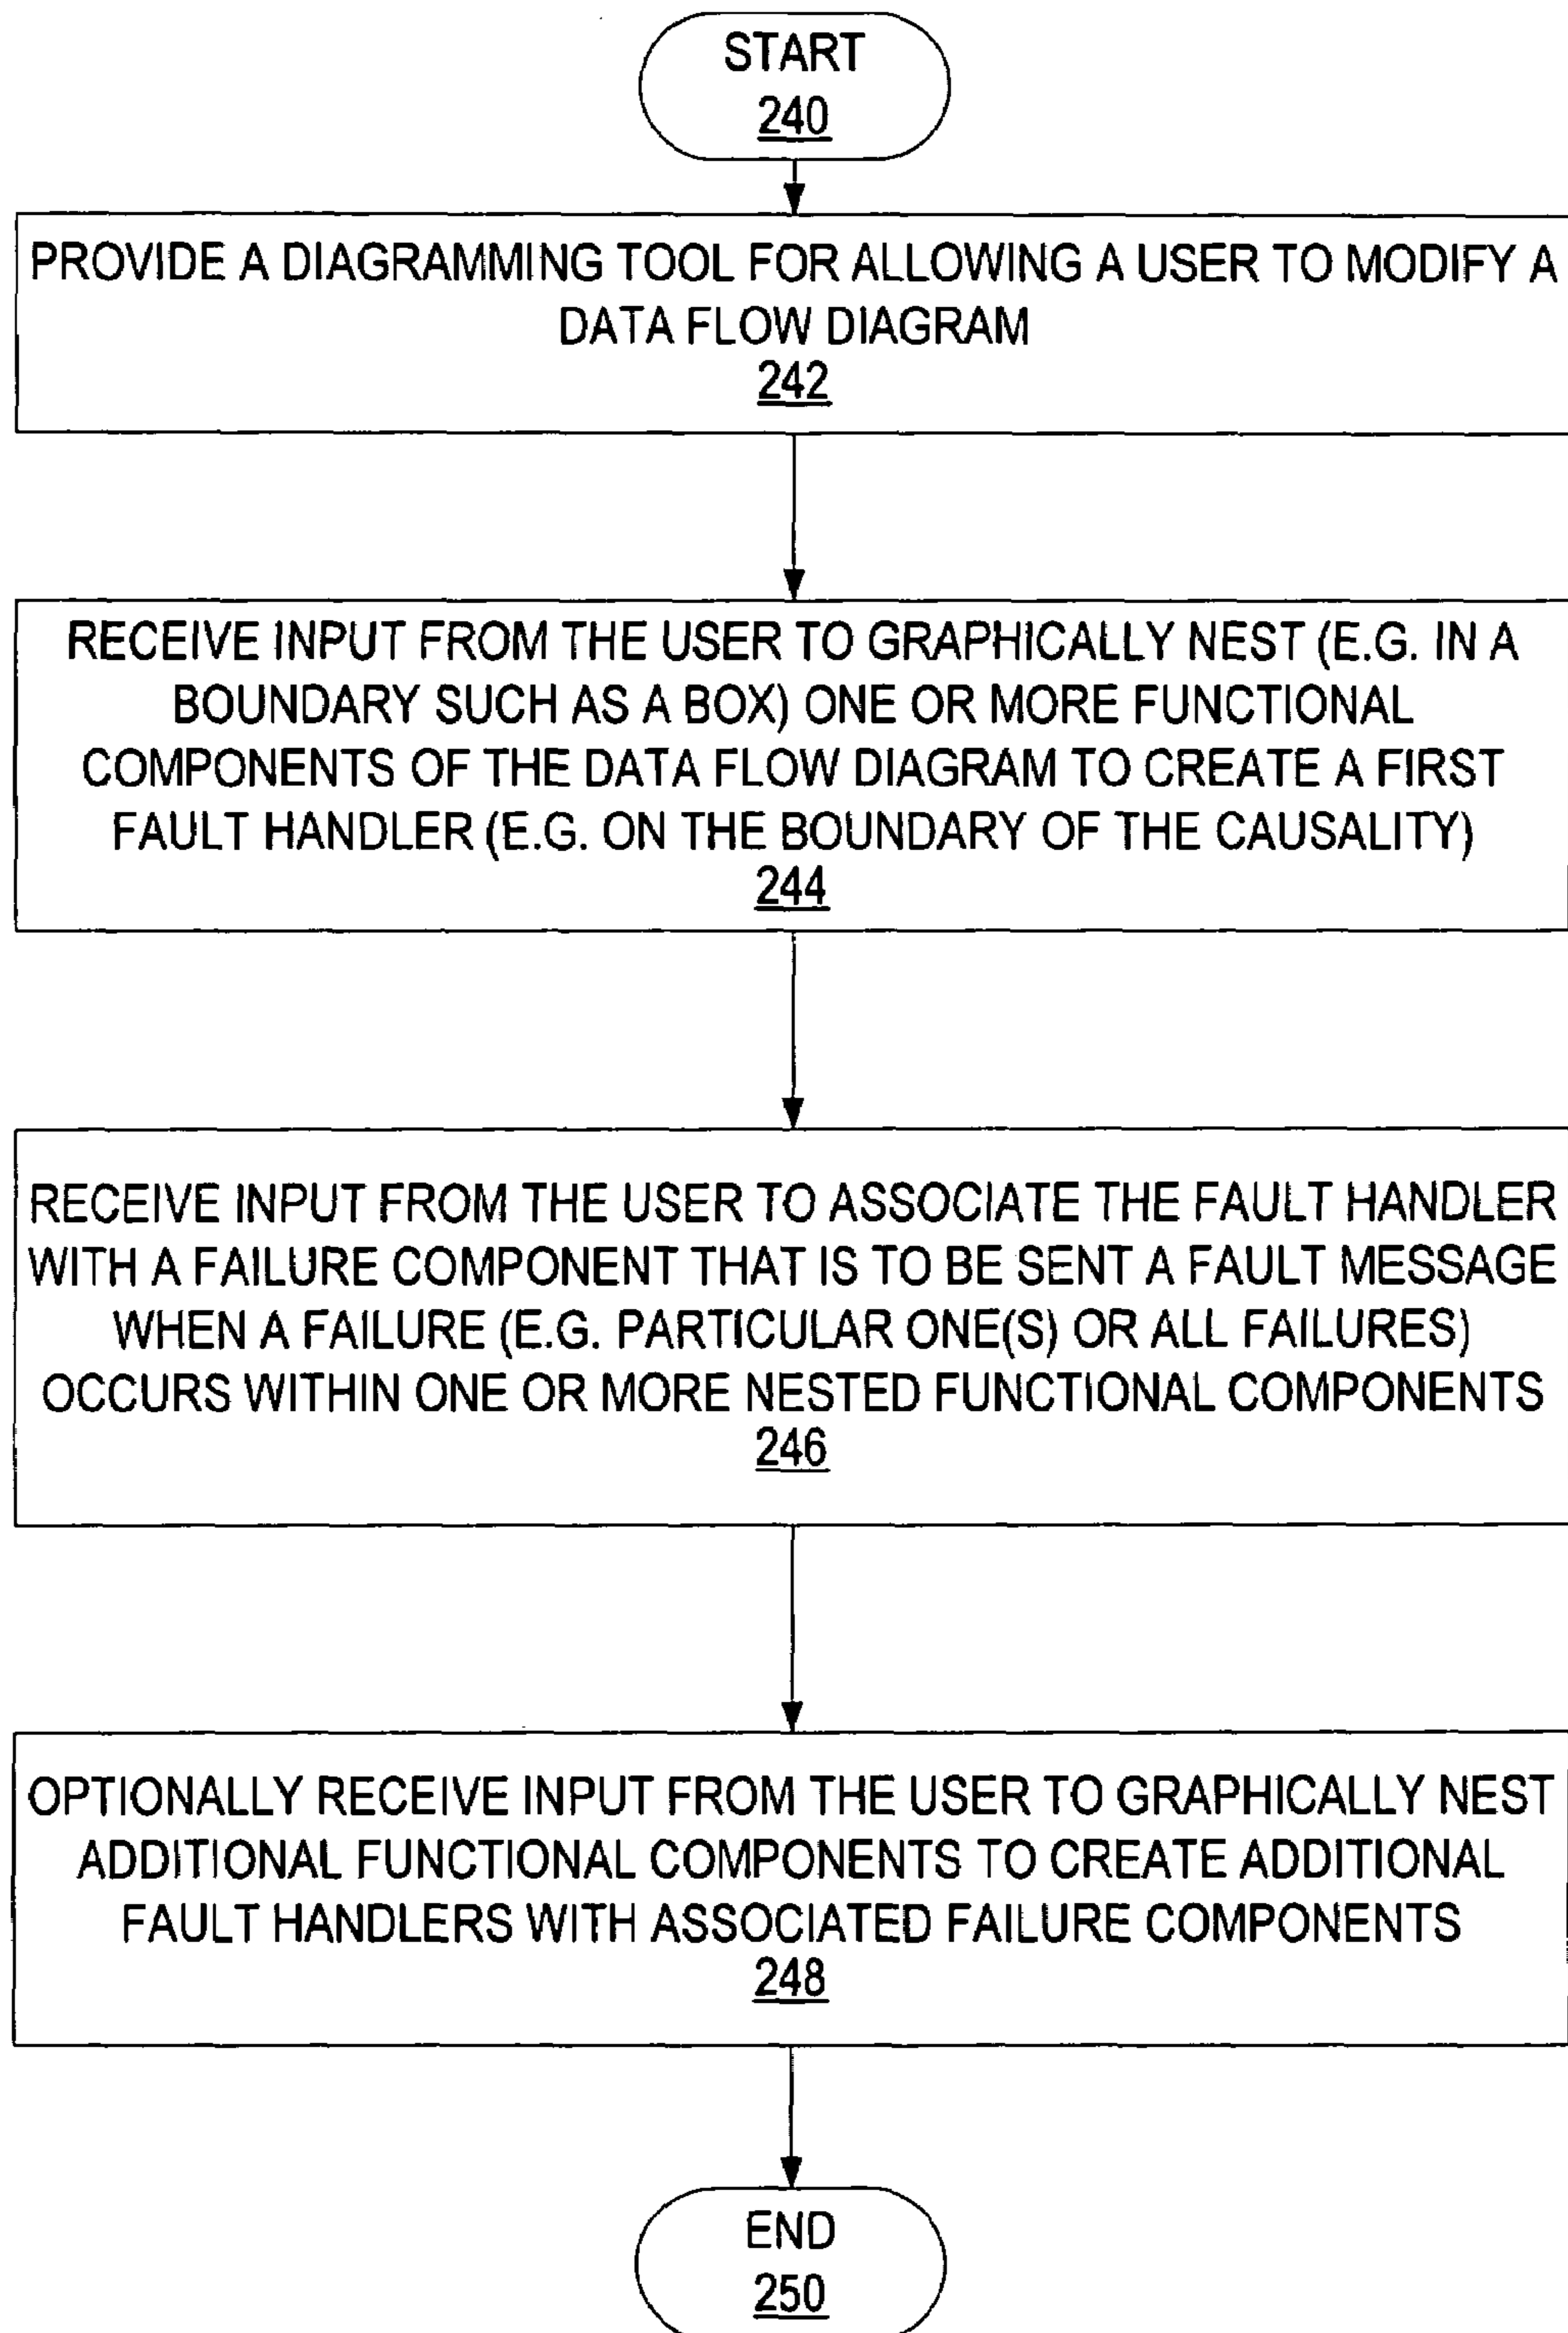 START
240
PROVIDE A DIAGRAMMING TOOL FOR ALLOWING A USER TO MODIFY A
DATA FLOW DIAGRAM
242
RECEIVE INPUT FROM THE USER TO GRAPHICALLY NEST (E.G. IN A
BOUNDARY SUCH AS A BOX) ONE OR MORE FUNCTIONAL
COMPONENTS OF THE DATA FLOW DIAGRAM TO CREATE A FIRST
FAULT HANDLER (E.G. ON THE BOUNDARY OF THE CAUSALITY)
244
RECEIVE INPUT FROM THE USER TO ASSOCIATE THE FAULT HANDLER
WITH A FAILURE COMPONENT THAT IS TO BE SENT A FAULT MESSAGE
WHEN A FAILURE (E.G. PARTICULAR ONE(S) OR ALL FAILURES)
OCCURS WITHIN ONE OR MORE NESTED FUNCTIONAL COMPONENTS
246
OPTIONALLY RECEIVE INPUT FROM THE USER TO GRAPHICALLY NEST
ADDITIONAL FUNCTIONAL COMPONENTS TO CREATE ADDITIONAL
FAULT HANDLERS WITH ASSOCIATED FAILURE COMPONENTS
248
END
250